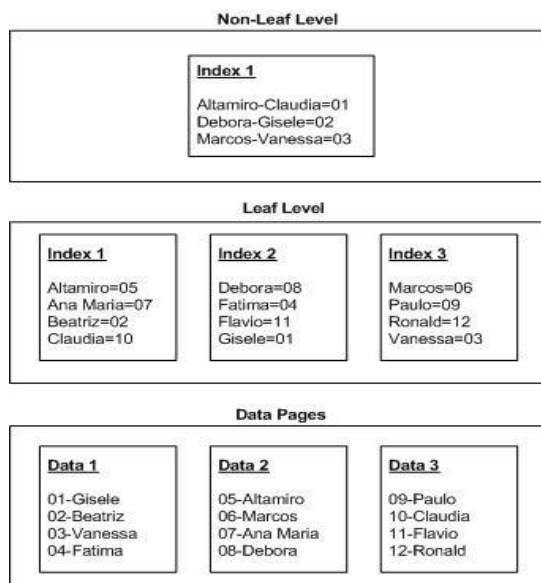 Non-Leaf Level
Index 1
Altamiro-Claudia=01
Debora-Gisele=02
Marcos-Vanessa=03
Leaf Level
Index 1
Altamiro=05
Ana Maria=07
Beatriz=02
Claudia=10
Index 2
Debora=08
Fatima=04
Flavio=11
Gisele=01
Index 3
Marcos=06
Paulo=09
Ronald=12
Vanessa=03
Data Pages
Data 1
01-Gisele
02-Beatriz
03-Vanessa
04-Fatima
Data 2
05-Altamiro
06-Marcos
07-Ana Maria
08-Debora
Data 3
09-Paulo
10-Claudia
11-Flavio
12-Ronald